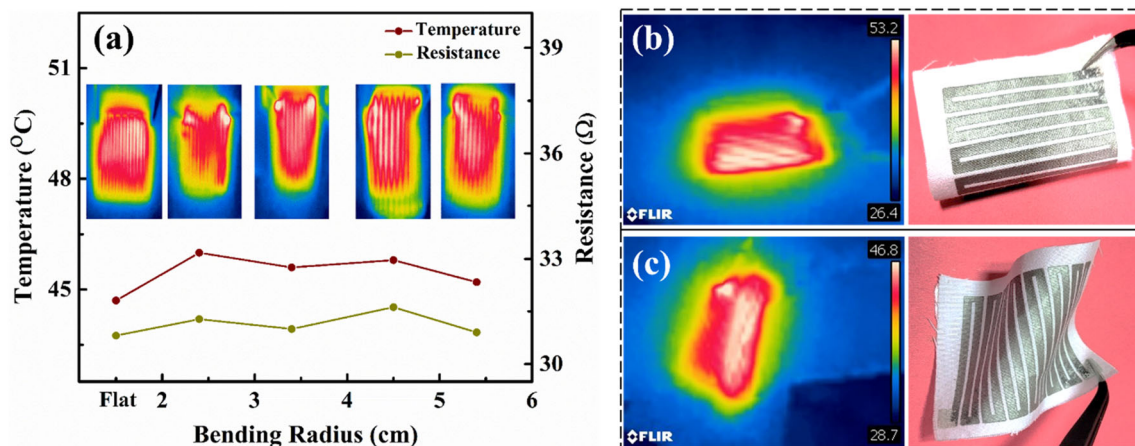 (a)
Temperature
Resistance
51
48
45
Temperature (°C)
39
36
33
30
Resistance (Ω)
Flat 2 3 4 5 6
Bending Radius (cm)
(b)
53.2
26.4
FLIR
(c)
46.8
28.7
FLIR